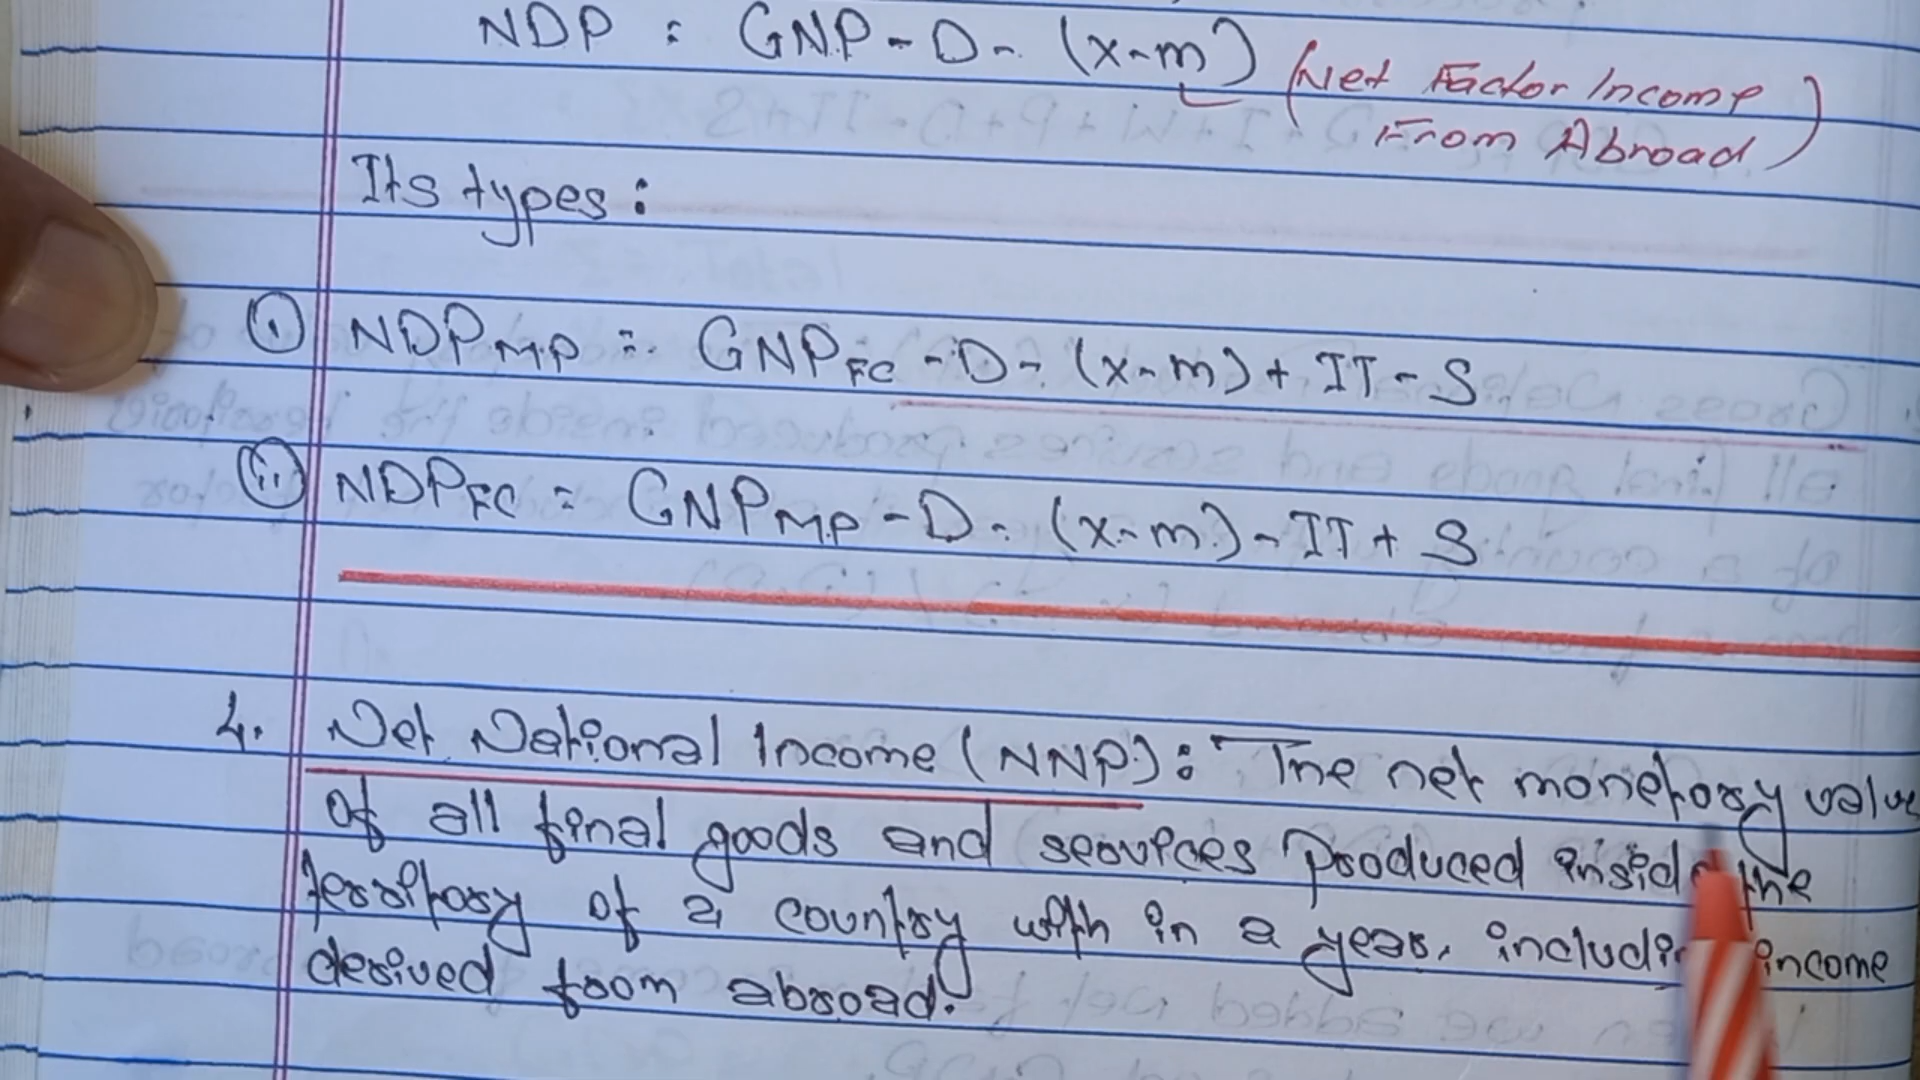 NDP = GNP - D - (x-m) (Net Factor Income
From Abroad)
Its types:
(i) NDPMP = GNPFC - D - (x-m) + IT - S
(ii) NDPFC = GNPMP - D - (x-m) - IT + S
4. Net National Income (NNP): The net monetory value
of all final goods and services produced inside the
territory of a country with in a year, including income
derived from abroad.